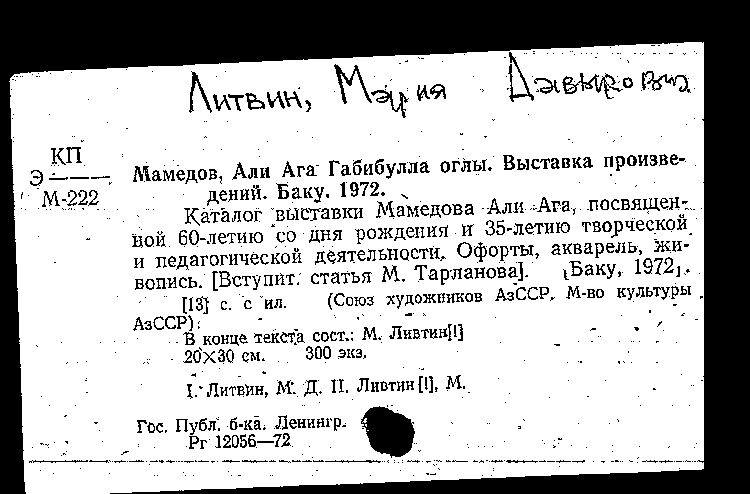 Литвин, Мария Давыдовна
КП
Э
М-222
Мамедов, Али Ага Габибулла оглы. Выставка произве-
дений. Баку. 1972.
Каталог выставки Мамедова Али Ага, посвящен-
ной 60-летию со дня рождения и 35-летию творческой
и педагогической деятельности. Офорты, акварель, жи-
вопись. [Вступит. статья М. Тарланова]. [Баку, 1972].
[13] с. с ил. (Союз художников АзССР. М-во культуры
АзССР).
В конце текста сост.: М. Ливтин[!]
20×30 см. 300 экз.
I. Литвин, М. Д. II. Ливтин[!], М.
Гос. Публ. б-ка. Ленингр.
Рг 12056—72